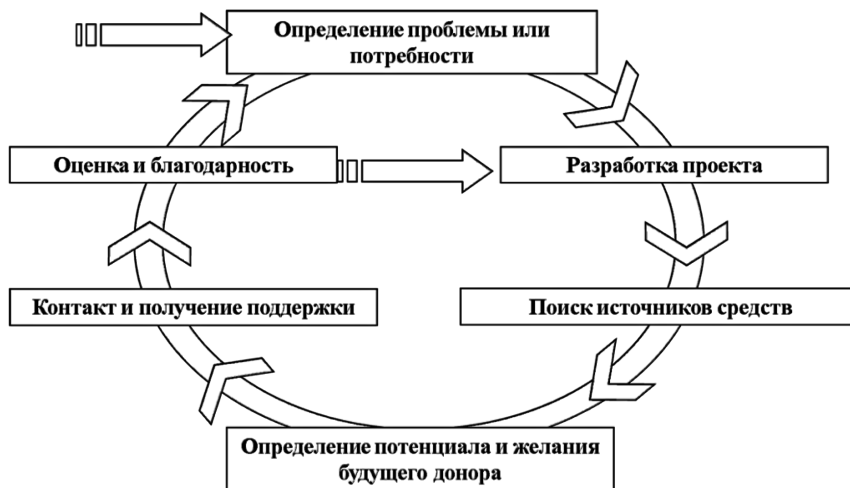 Определение проблемы или
потребности
Оценка и благодарность
Разработка проекта
Контакт и получение поддержки
Поиск источников средств
Определение потенциала и желания
будущего донора